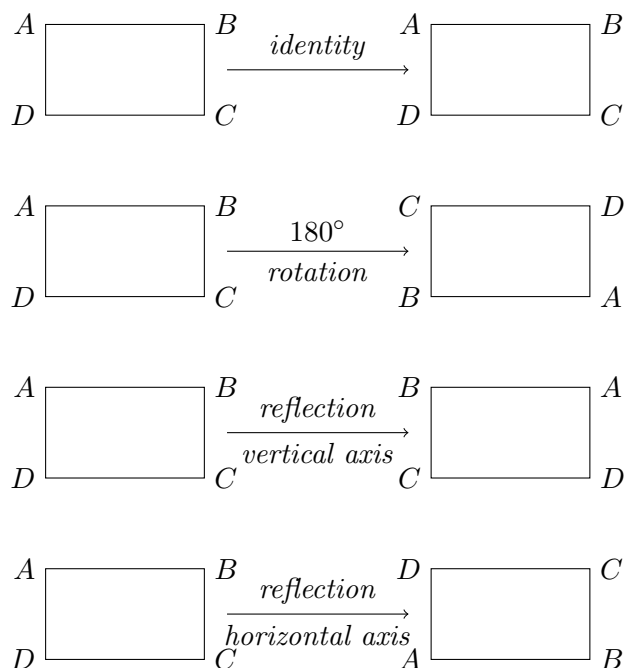 A B identity A B
D C D C
A B 180° C D
D C rotation B A
A B reflection B A
D C vertical axis C D
A B reflection D C
D C horizontal axis A B